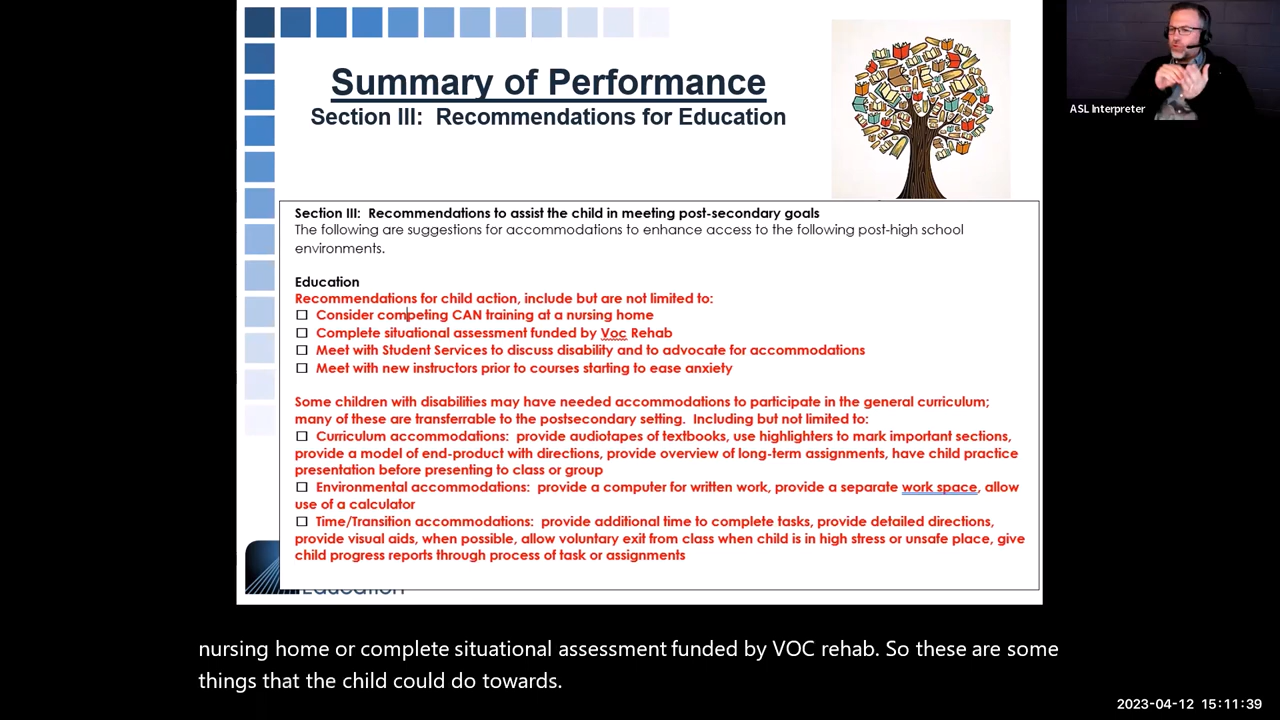 Summary of Performance
Section III: Recommendations for Education
ASL Interpreter
Section III: Recommendations to assist the child in meeting post-secondary goals
The following are suggestions for accommodations to enhance access to the following post-high school
environments.
Education
Recommendations for child action, include but are not limited to:
☐ Consider competing CAN training at a nursing home
☐ Complete situational assessment funded by Voc Rehab
☐ Meet with Student Services to discuss disability and to advocate for accommodations
☐ Meet with new instructors prior to courses starting to ease anxiety
Some children with disabilities may have needed accommodations to participate in the general curriculum;
many of these are transferrable to the postsecondary setting. Including but not limited to:
☐ Curriculum accommodations: provide audiotapes of textbooks, use highlighters to mark important sections,
provide a model of end-product with directions, provide overview of long-term assignments, have child practice
presentation before presenting to class or group
☐ Environmental accommodations: provide a computer for written work, provide a separate work space, allow
use of a calculator
☐ Time/Transition accommodations: provide additional time to complete tasks, provide detailed directions,
provide visual aids, when possible, allow voluntary exit from class when child is in high stress or unsafe place, give
child progress reports through process of task or assignments
Education
nursing home or complete situational assessment funded by VOC rehab. So these are some
things that the child could do towards.
2023-04-12 15:11:39